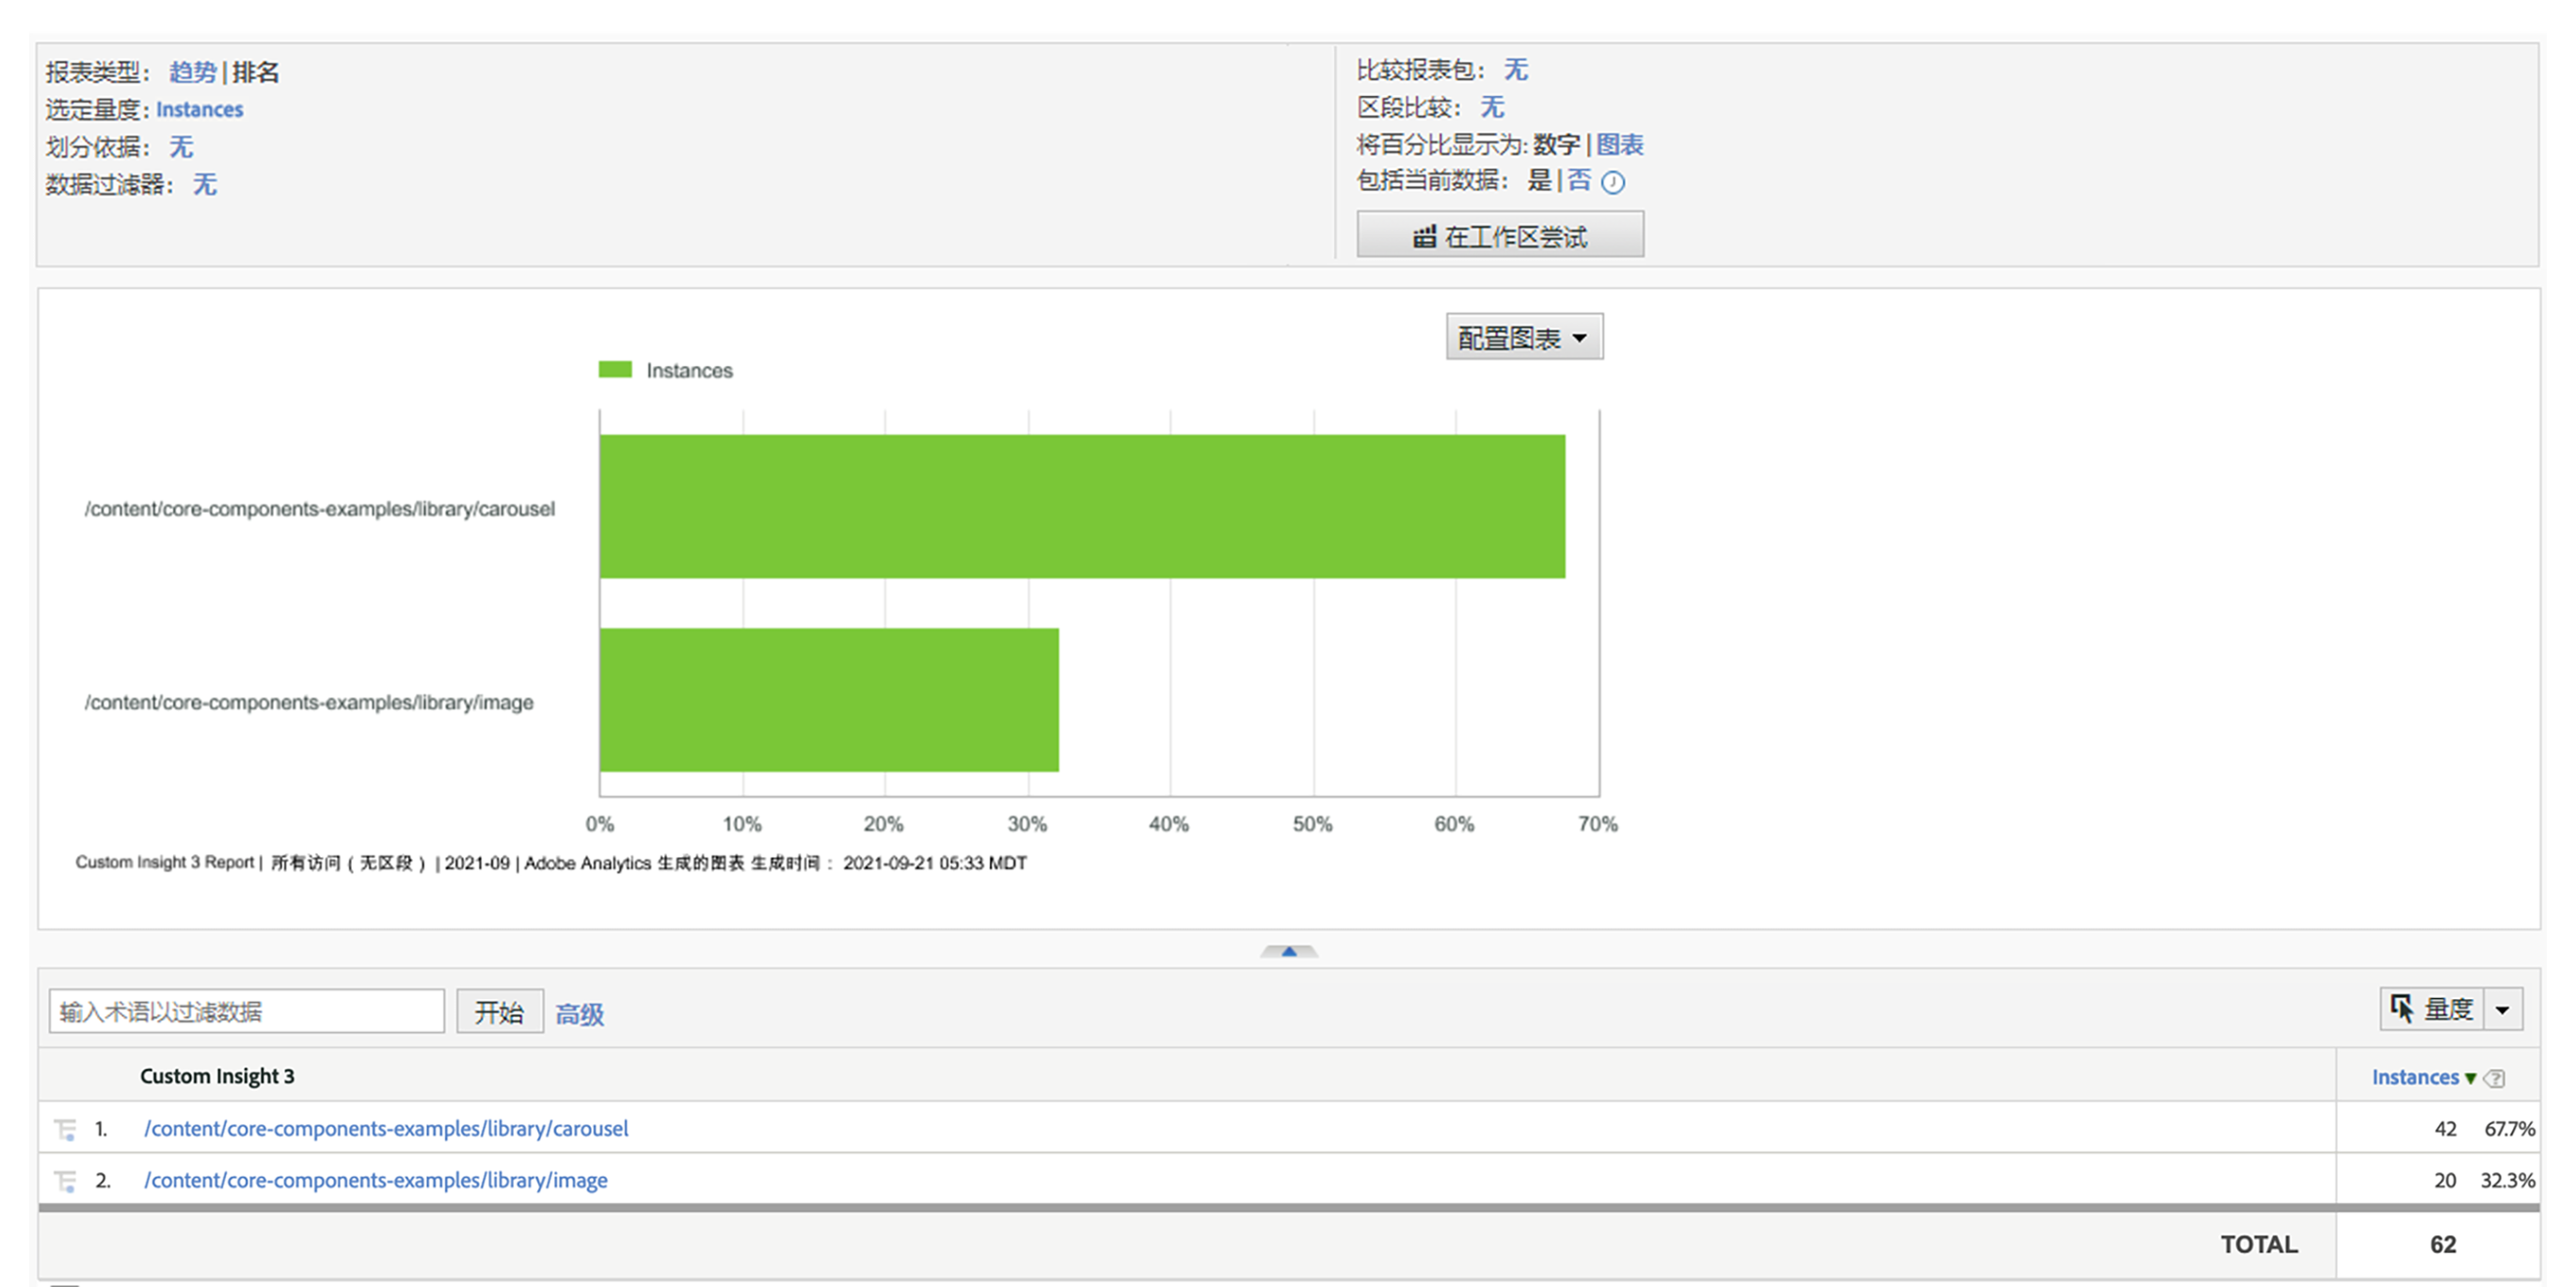 报表类型： 趋势|排名
选定量度: Instances
划分依据： 无
数据过滤器： 无
比较报表包： 无
区段比较： 无
将百分比显示为: 数字|图表
包括当前数据： 是|否
在工作区尝试
配置图表
Instances
/content/core-components-examples/library/carousel
/content/core-components-examples/library/image
0% 10% 20% 30% 40% 50% 60% 70%
Custom Insight 3 Report | 所有访问 ( 无区段 ) | 2021-09 | Adobe Analytics 生成的图表 生成时间： 2021-09-21 05:33 MDT
输入术语以过滤数据 开始 高级 量度
Custom Insight 3 Instances
1. /content/core-components-examples/library/carousel 42 67.7%
2. /content/core-components-examples/library/image 20 32.3%
TOTAL 62